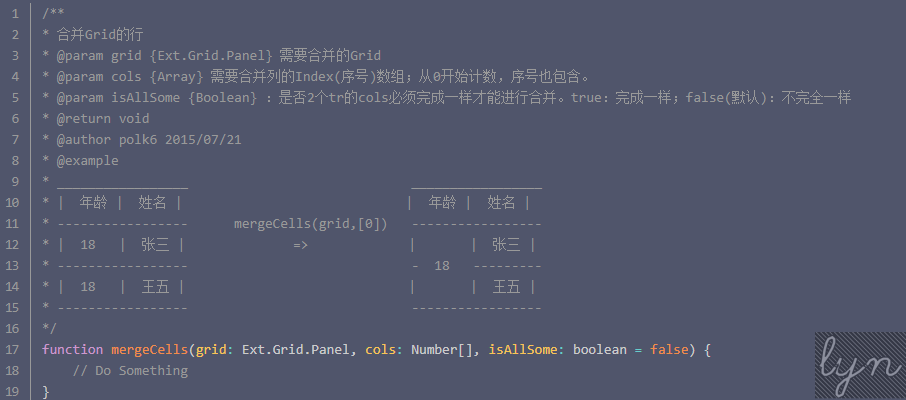 1 /**
2 * 合并Grid的行
3 * @param grid {Ext.Grid.Panel} 需要合并的Grid
4 * @param cols {Array} 需要合并列的Index(序号)数组；从0开始计数，序号也包含。
5 * @param isAllSome {Boolean} ：是否2个tr的cols必须完成一样才能进行合并。true：完成一样；false(默认)：不完全一样
6 * @return void
7 * @author polk6 2015/07/21
8 * @example
9 * _________________                             _________________
10 * |  年龄 |  姓名 |                             |  年龄 |  姓名 |
11 * -----------------      mergeCells(grid,[0])   -----------------
12 * |  18   |  张三 |              =>             |       |  张三 |
13 * -----------------                             -  18   ---------
14 * |  18   |  王五 |                             |       |  王五 |
15 * -----------------                             -----------------
16 */
17 function mergeCells(grid: Ext.Grid.Panel, cols: Number[], isAllSome: boolean = false) {
18     // Do Something
19 }
lyn